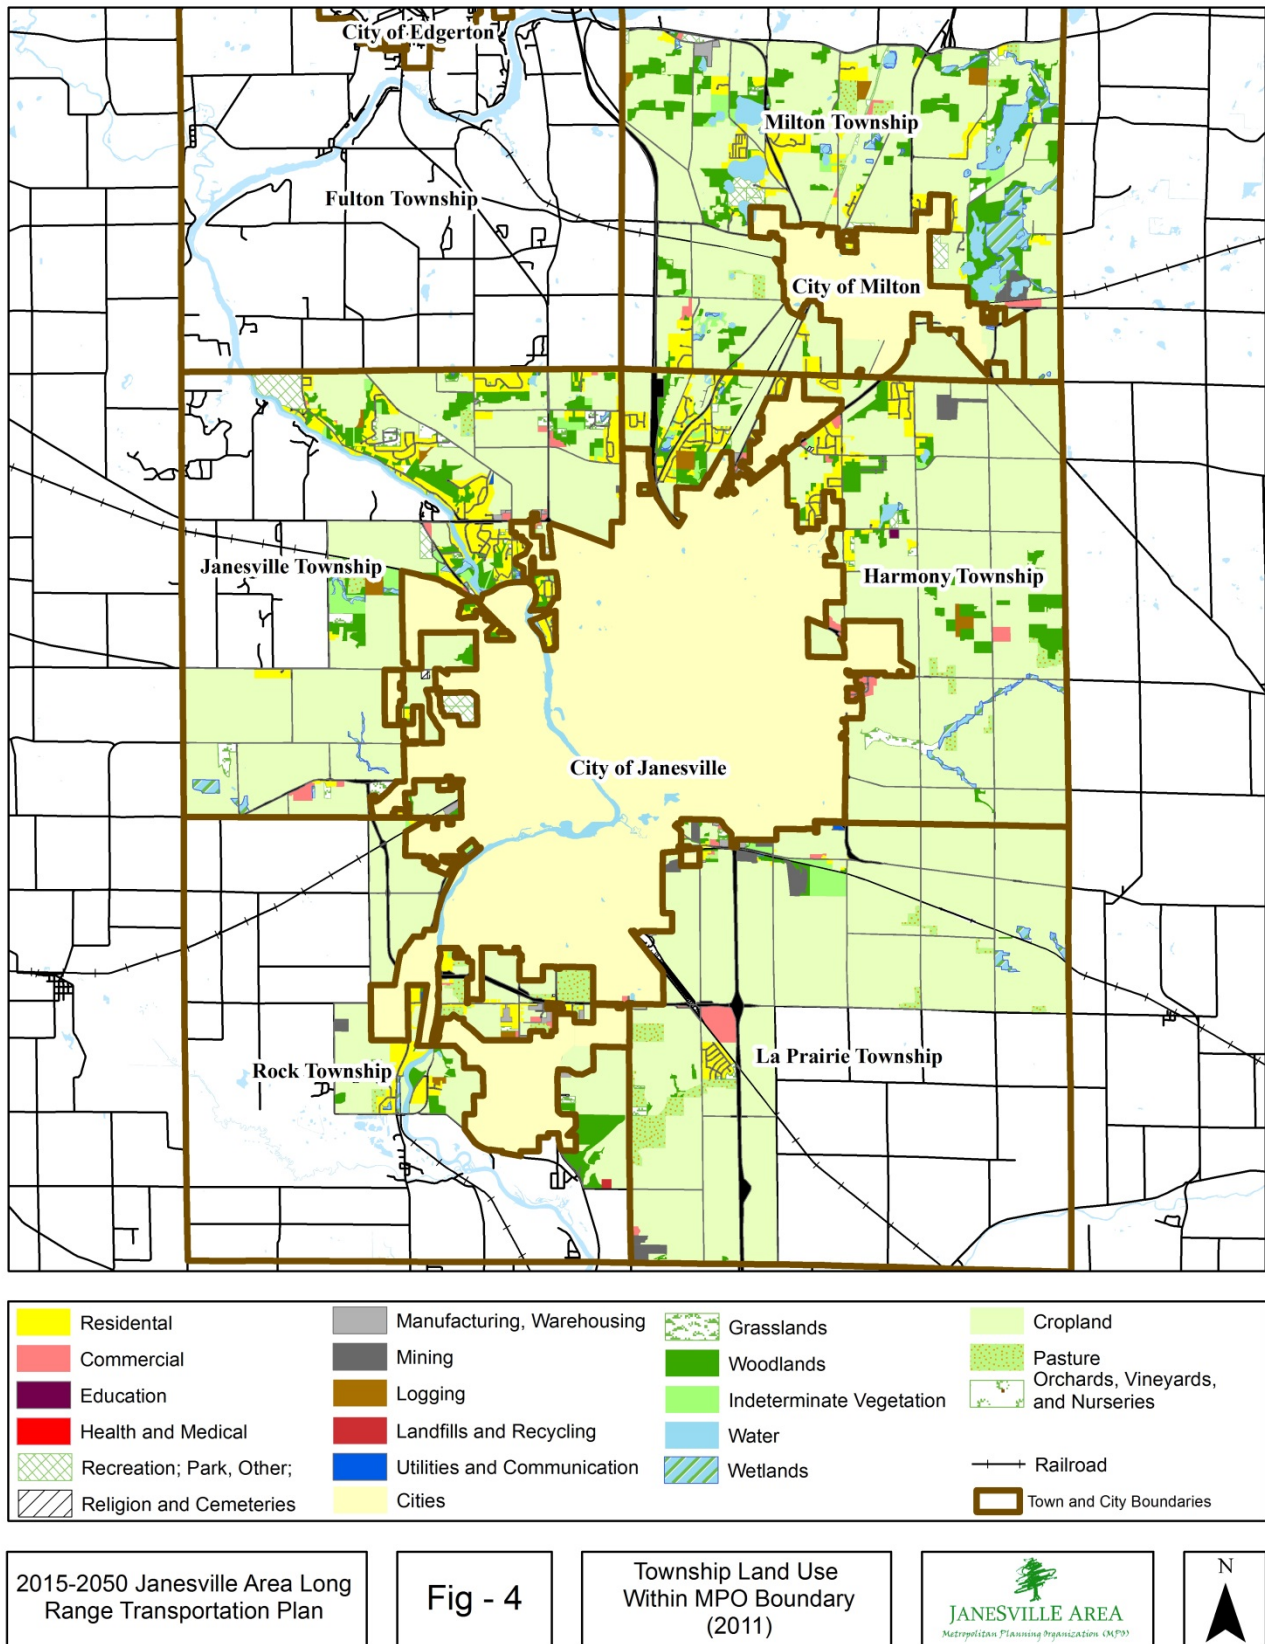 City of Edgerton
Milton Township
Fulton Township
City of Milton
Janesville Township
Harmony Township
City of Janesville
La Prairie Township
Rock Township
Residental
Commercial
Education
Health and Medical
Recreation; Park, Other;
Religion and Cemeteries
Manufacturing, Warehousing
Mining
Logging
Landfills and Recycling
Utilities and Communication
Cities
Grasslands
Woodlands
Indeterminate Vegetation
Water
Wetlands
Cropland
Pasture
Orchards, Vineyards,
and Nurseries
Railroad
Town and City Boundaries
2015-2050 Janesville Area Long
Range Transportation Plan
Fig - 4
Township Land Use
Within MPO Boundary
(2011)
JANESVILLE AREA
Metropolitan Planning Organization (MPO)
N